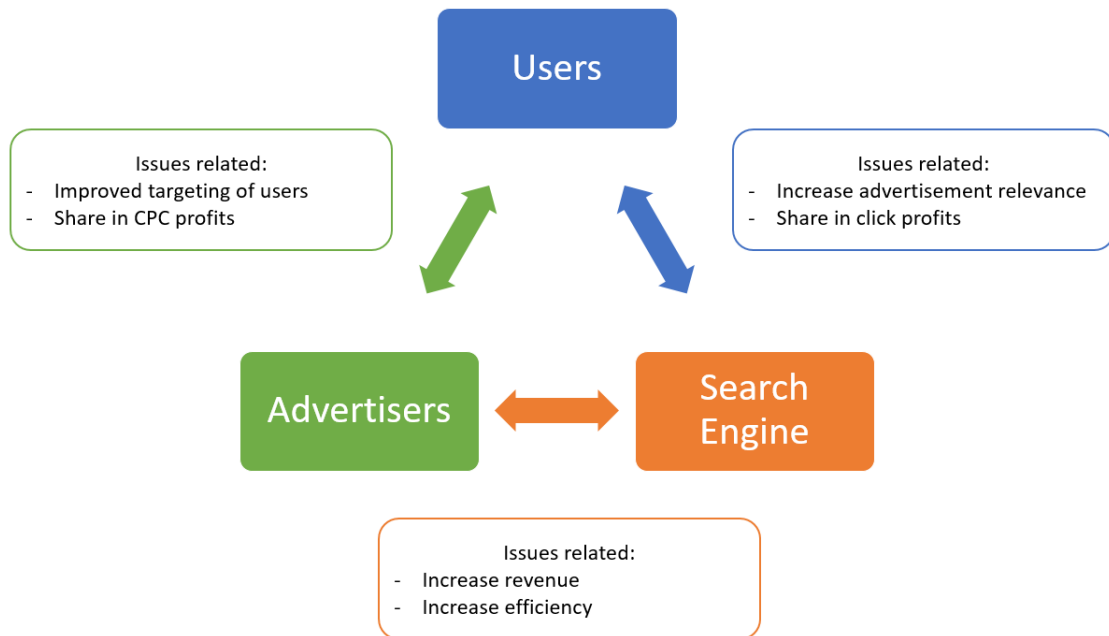 Users
Issues related:
- Improved targeting of users
- Share in CPC profits
Issues related:
- Increase advertisement relevance
- Share in click profits
Advertisers
Search
Engine
Issues related:
- Increase revenue
- Increase efficiency